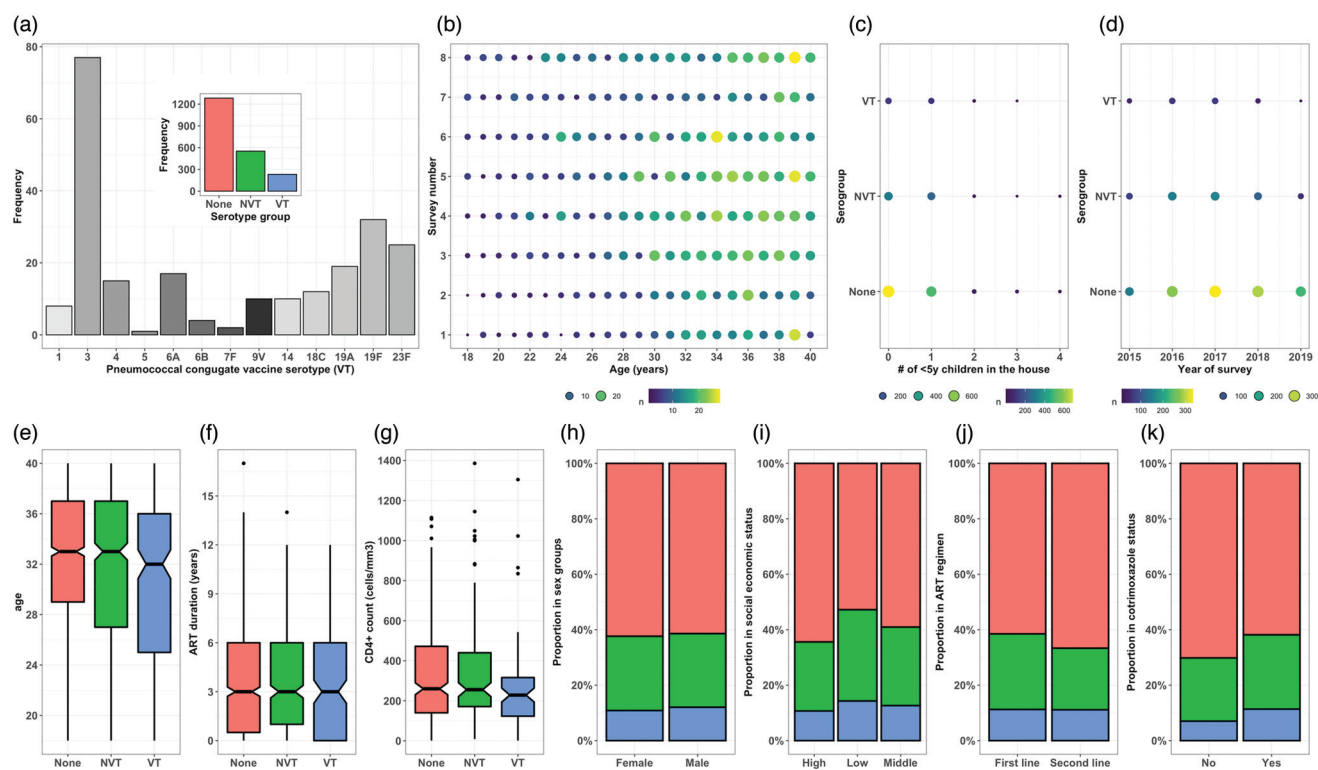 (a)
80
60
40
20
0
Frequency
1 3 4 5 6A 6B 7F 9V 14 18C 19A 19F 23F
Pneumococcal congugate vaccine serotype (VT)
1200
900
600
300
0
Frequency
None NVT VT
Serotype group
(b)
Survey number
8
7
6
5
4
3
2
1
18 20 22 24 26 28 30 32 34 36 38 40
Age (years)
10 20 n 10 20
(c)
Serogroup
VT
NVT
None
0 1 2 3 4
# of <5y children in the house
200 400 600 n 200 400 600
(d)
Serogroup
VT
NVT
None
2015 2016 2017 2018 2019
Year of survey
n 100 200 300 100 200 300
(e)
age
40
36
32
28
24
20
None NVT VT
(f)
ART duration (years)
15
12
9
6
3
0
None NVT VT
(g)
CD4+ count (cells/mm3)
1400
1200
1000
800
600
400
200
0
None NVT VT
(h)
Proportion in sex groups
100%
80%
60%
40%
20%
0%
Female Male
(i)
Proportion in social economic status
100%
80%
60%
40%
20%
0%
High Low Middle
(j)
Proportion in ART regimen
100%
80%
60%
40%
20%
0%
First line Second line
(k)
Proportion in cotrimoxazole status
100%
80%
60%
40%
20%
0%
No Yes